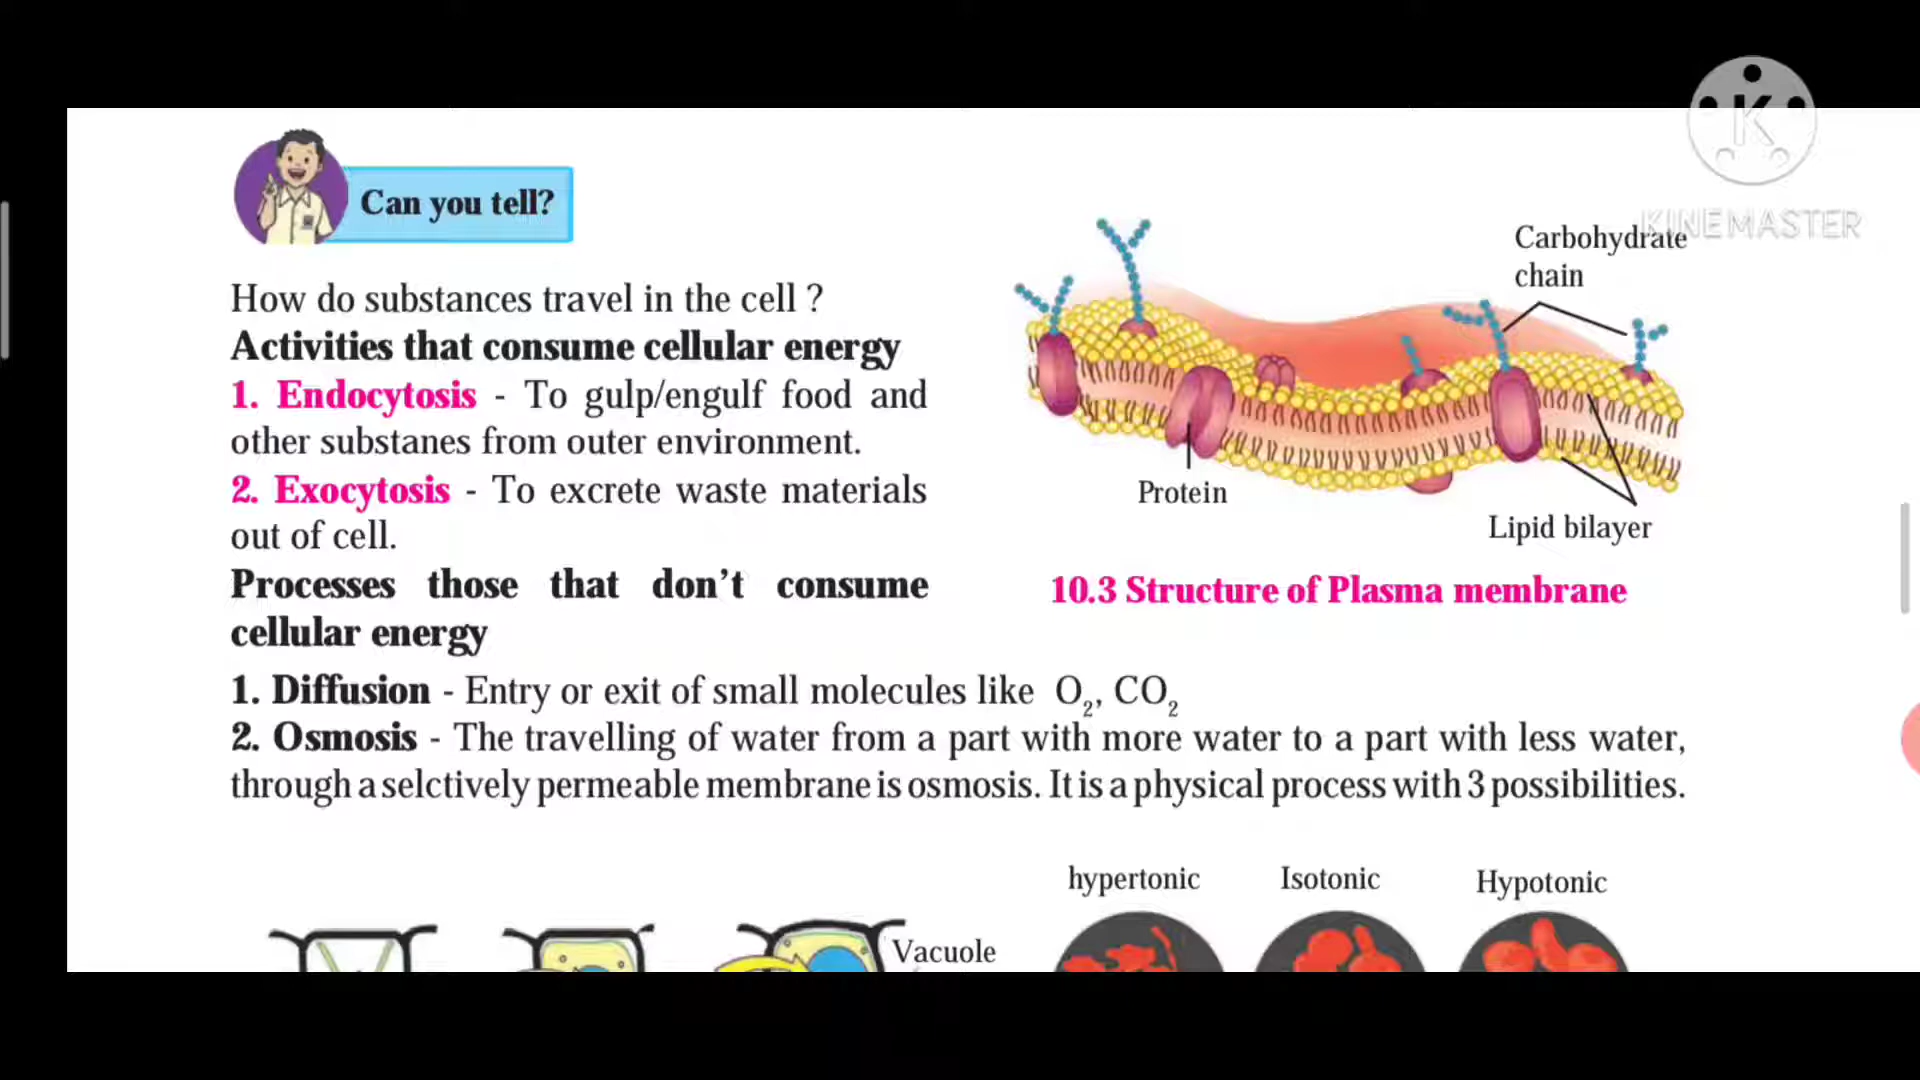 K
KINEMASTER
Can you tell?
How do substances travel in the cell ?
Activities that consume cellular energy
1. Endocytosis - To gulp/engulf food and
other substanes from outer environment.
2. Exocytosis - To excrete waste materials
out of cell.
Processes those that don't consume
cellular energy
Carbohydrate
chain
Protein
Lipid bilayer
10.3 Structure of Plasma membrane
1. Diffusion - Entry or exit of small molecules like O₂, CO₂
2. Osmosis - The travelling of water from a part with more water to a part with less water,
through a selctively permeable membrane is osmosis. It is a physical process with 3 possibilities.
hypertonic
Isotonic
Hypotonic
Vacuole